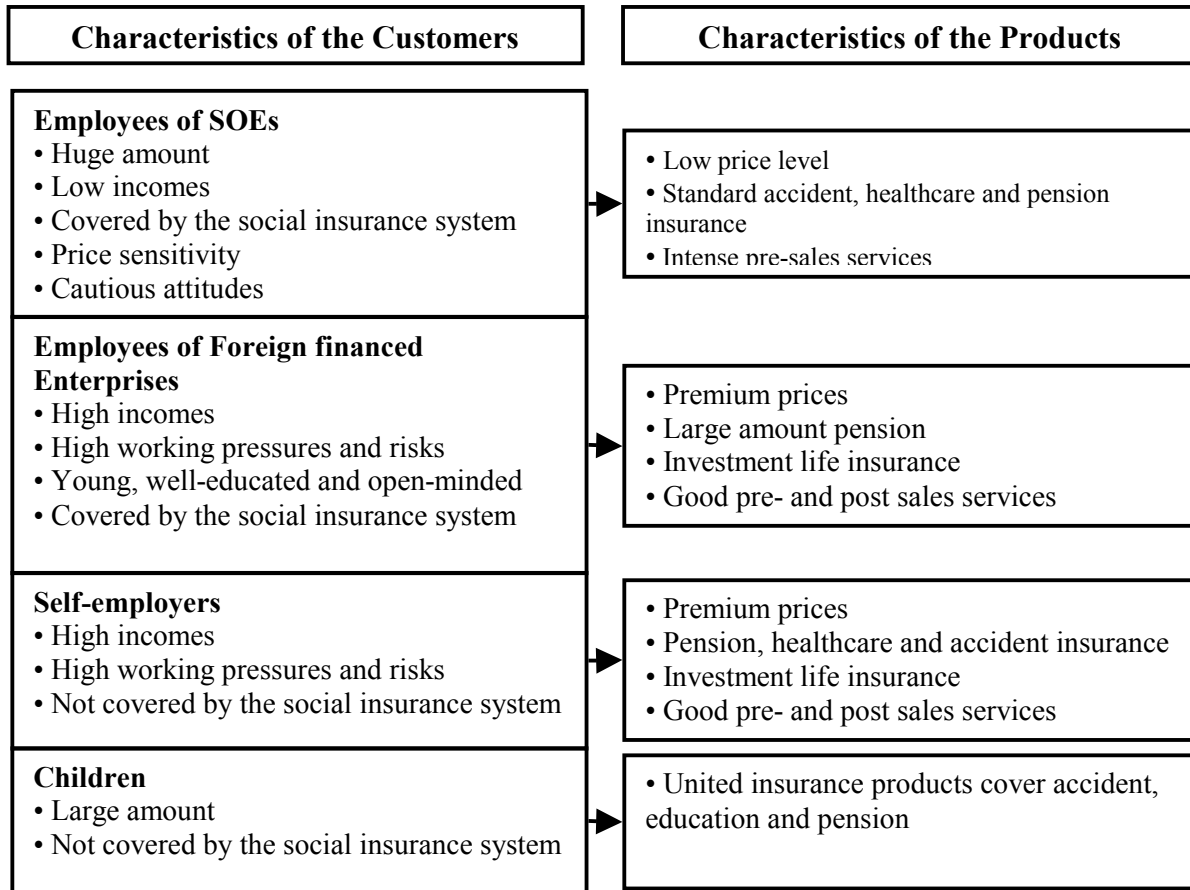 Characteristics of the Customers
Characteristics of the Products
Employees of SOEs
• Huge amount
• Low incomes
• Covered by the social insurance system
• Price sensitivity
• Cautious attitudes
• Low price level
• Standard accident, healthcare and pension
insurance
• Intense pre-sales services
Employees of Foreign financed
Enterprises
• High incomes
• High working pressures and risks
• Young, well-educated and open-minded
• Covered by the social insurance system
• Premium prices
• Large amount pension
• Investment life insurance
• Good pre- and post sales services
Self-employers
• High incomes
• High working pressures and risks
• Not covered by the social insurance system
• Premium prices
• Pension, healthcare and accident insurance
• Investment life insurance
• Good pre- and post sales services
Children
• Large amount
• Not covered by the social insurance system
• United insurance products cover accident,
education and pension